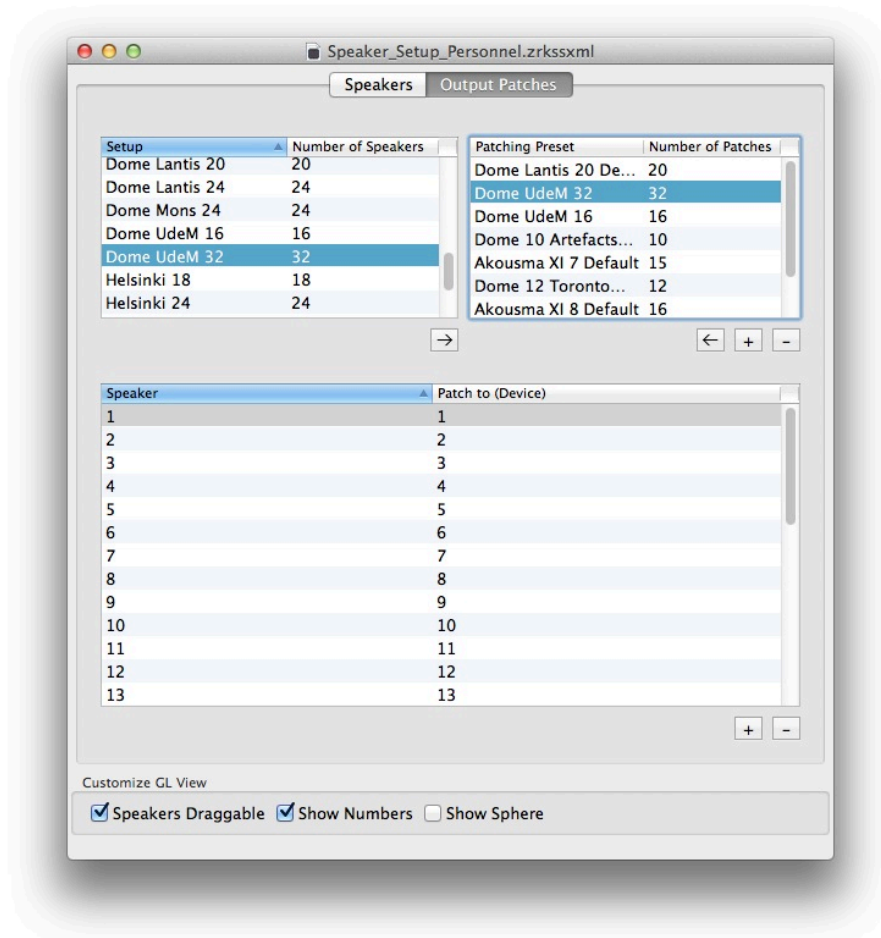 Speaker_Setup_Personnel.zrkssxml
Speakers Output Patches
Setup Number of Speakers
Dome Lantis 20 20
Dome Lantis 24 24
Dome Mons 24 24
Dome UdeM 16 16
Dome UdeM 32 32
Helsinki 18 18
Helsinki 24 24
Patching Preset Number of Patches
Dome Lantis 20 De... 20
Dome UdeM 32 32
Dome UdeM 16 16
Dome 10 Artefacts... 10
Akousma XI 7 Default 15
Dome 12 Toronto... 12
Akousma XI 8 Default 16
→ ← + -
Speaker Patch to (Device)
1 1
2 2
3 3
4 4
5 5
6 6
7 7
8 8
9 9
10 10
11 11
12 12
13 13
+ -
Customize GL View
Speakers Draggable Show Numbers Show Sphere